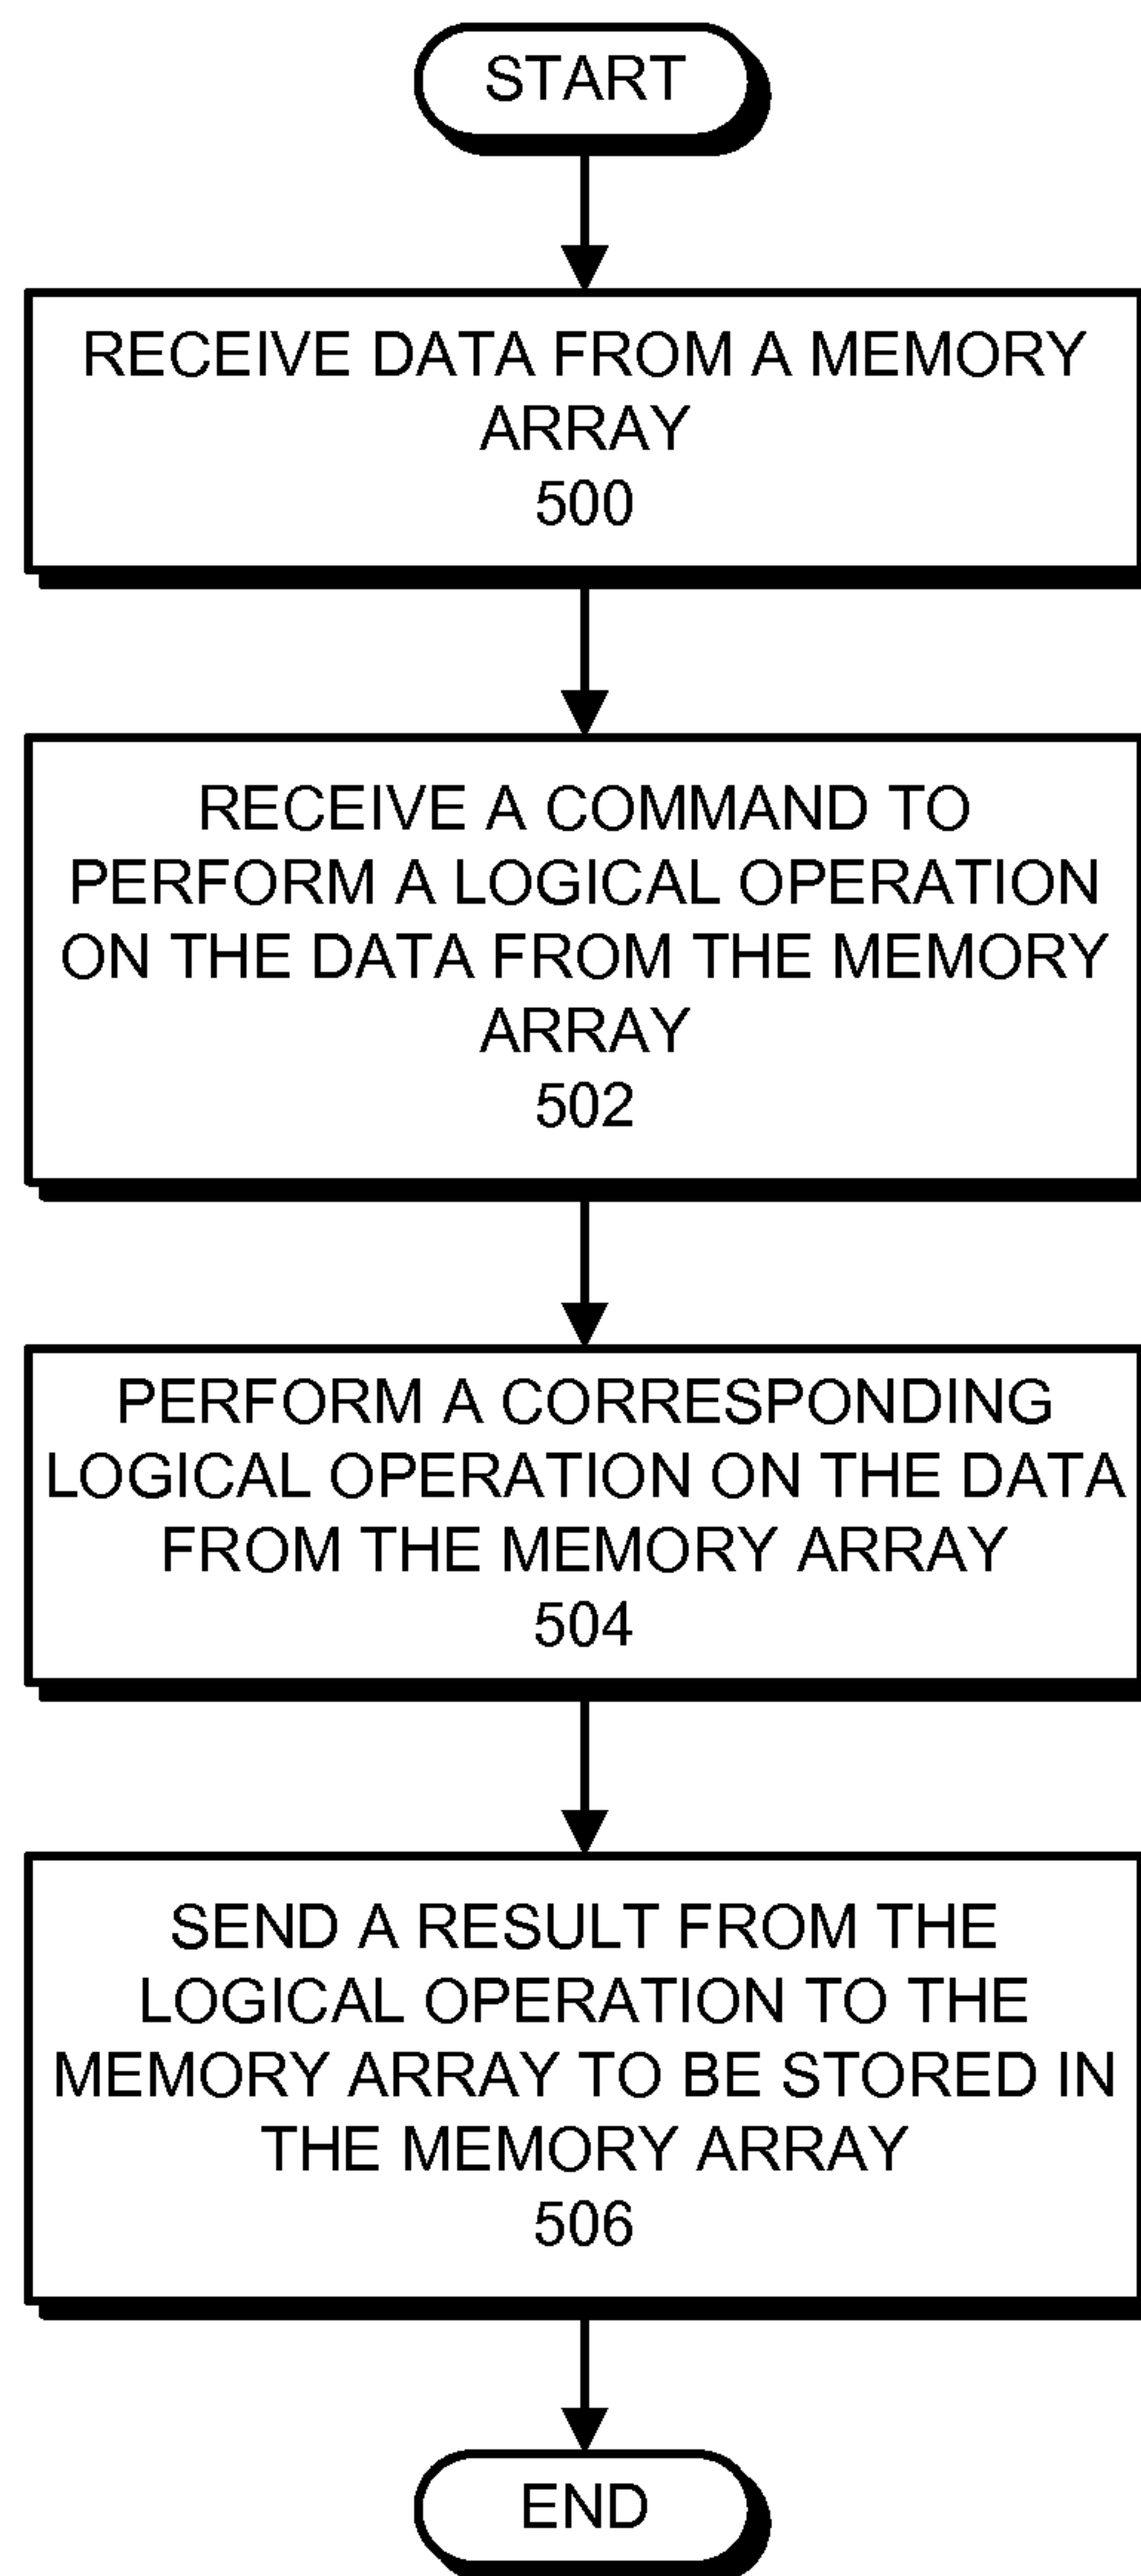 START
RECEIVE DATA FROM A MEMORY
ARRAY
500
RECEIVE A COMMAND TO
PERFORM A LOGICAL OPERATION
ON THE DATA FROM THE MEMORY
ARRAY
502
PERFORM A CORRESPONDING
LOGICAL OPERATION ON THE DATA
FROM THE MEMORY ARRAY
504
SEND A RESULT FROM THE
LOGICAL OPERATION TO THE
MEMORY ARRAY TO BE STORED IN
THE MEMORY ARRAY
506
END